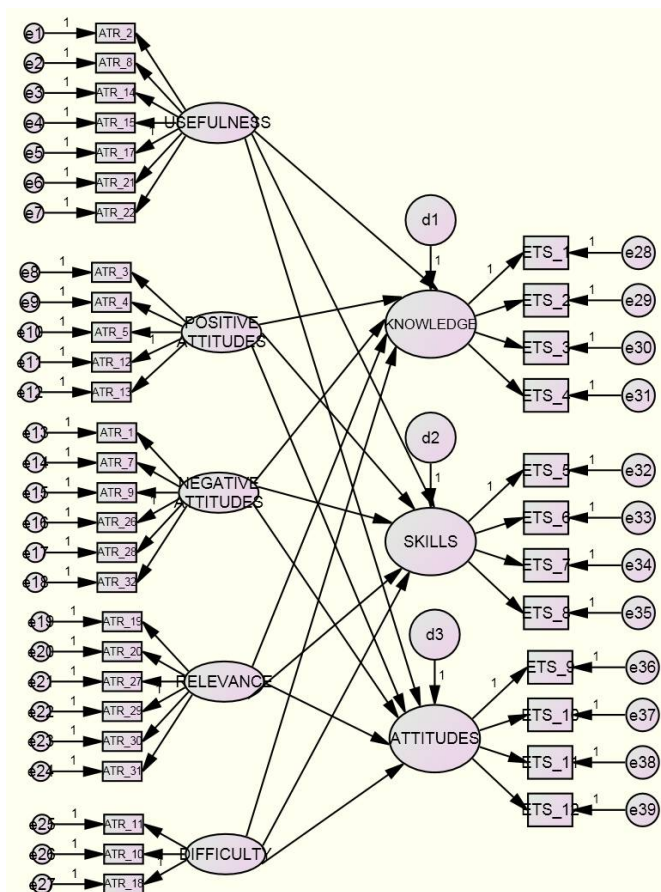 e1 1 ATR_2
e2 1 ATR_8
e3 1 ATR_14
e4 1 ATR_15
e5 1 ATR_17 1
e6 1 ATR_21
e7 1 ATR_22
USEFULNESS
e8 1 ATR_3
e9 1 ATR_4
e10 1 ATR_5
e11 1 ATR_12 1
e12 1 ATR_13
POSITIVE
ATTITUDES
e13 1 ATR_1
e14 1 ATR_7
e15 1 ATR_9
e16 1 ATR_26 1
e17 1 ATR_28
e18 1 ATR_32
NEGATIVE
ATTITUDES
e19 1 ATR_19
e20 1 ATR_20
e21 1 ATR_27
e22 1 ATR_29 1
e23 1 ATR_30
e24 1 ATR_31
RELEVANCE
e25 1 ATR_11
e26 1 ATR_10
e27 1 ATR_18 1
DIFFICULTY
d1
1
KNOWLEDGE
d2
1
SKILLS
d3
1
ATTITUDES
1 ETS_1 1 e28
ETS_2 1 e29
ETS_3 1 e30
ETS_4 1 e31
1 ETS_5 1 e32
ETS_6 1 e33
ETS_7 1 e34
ETS_8 1 e35
1 ETS_9 1 e36
ETS_10 1 e37
ETS_11 1 e38
ETS_12 1 e39